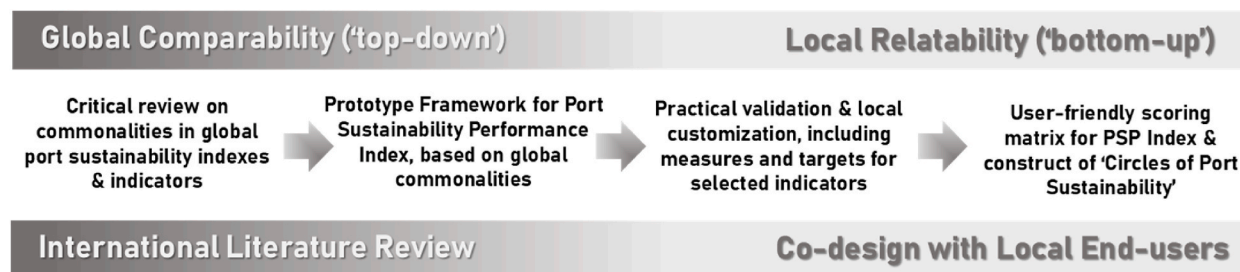 Global Comparability (‘top-down’)
Local Relatability (‘bottom-up’)
Critical review on
commonalities in global
port sustainability indexes
& indicators
Prototype Framework for Port
Sustainability Performance
Index, based on global
commonalities
Practical validation & local
customization, including
measures and targets for
selected indicators
User-friendly scoring
matrix for PSP Index &
construct of ‘Circles of Port
Sustainability’
International Literature Review
Co-design with Local End-users